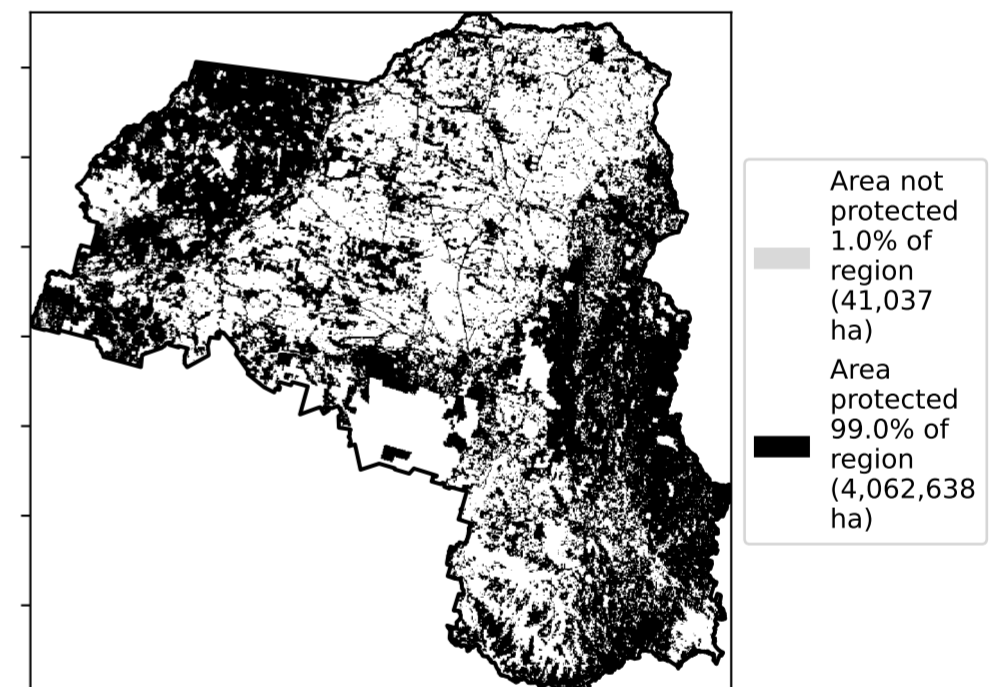 Area not
protected
1.0% of
region
(41,037
ha)
Area
protected
99.0% of
region
(4,062,638
ha)